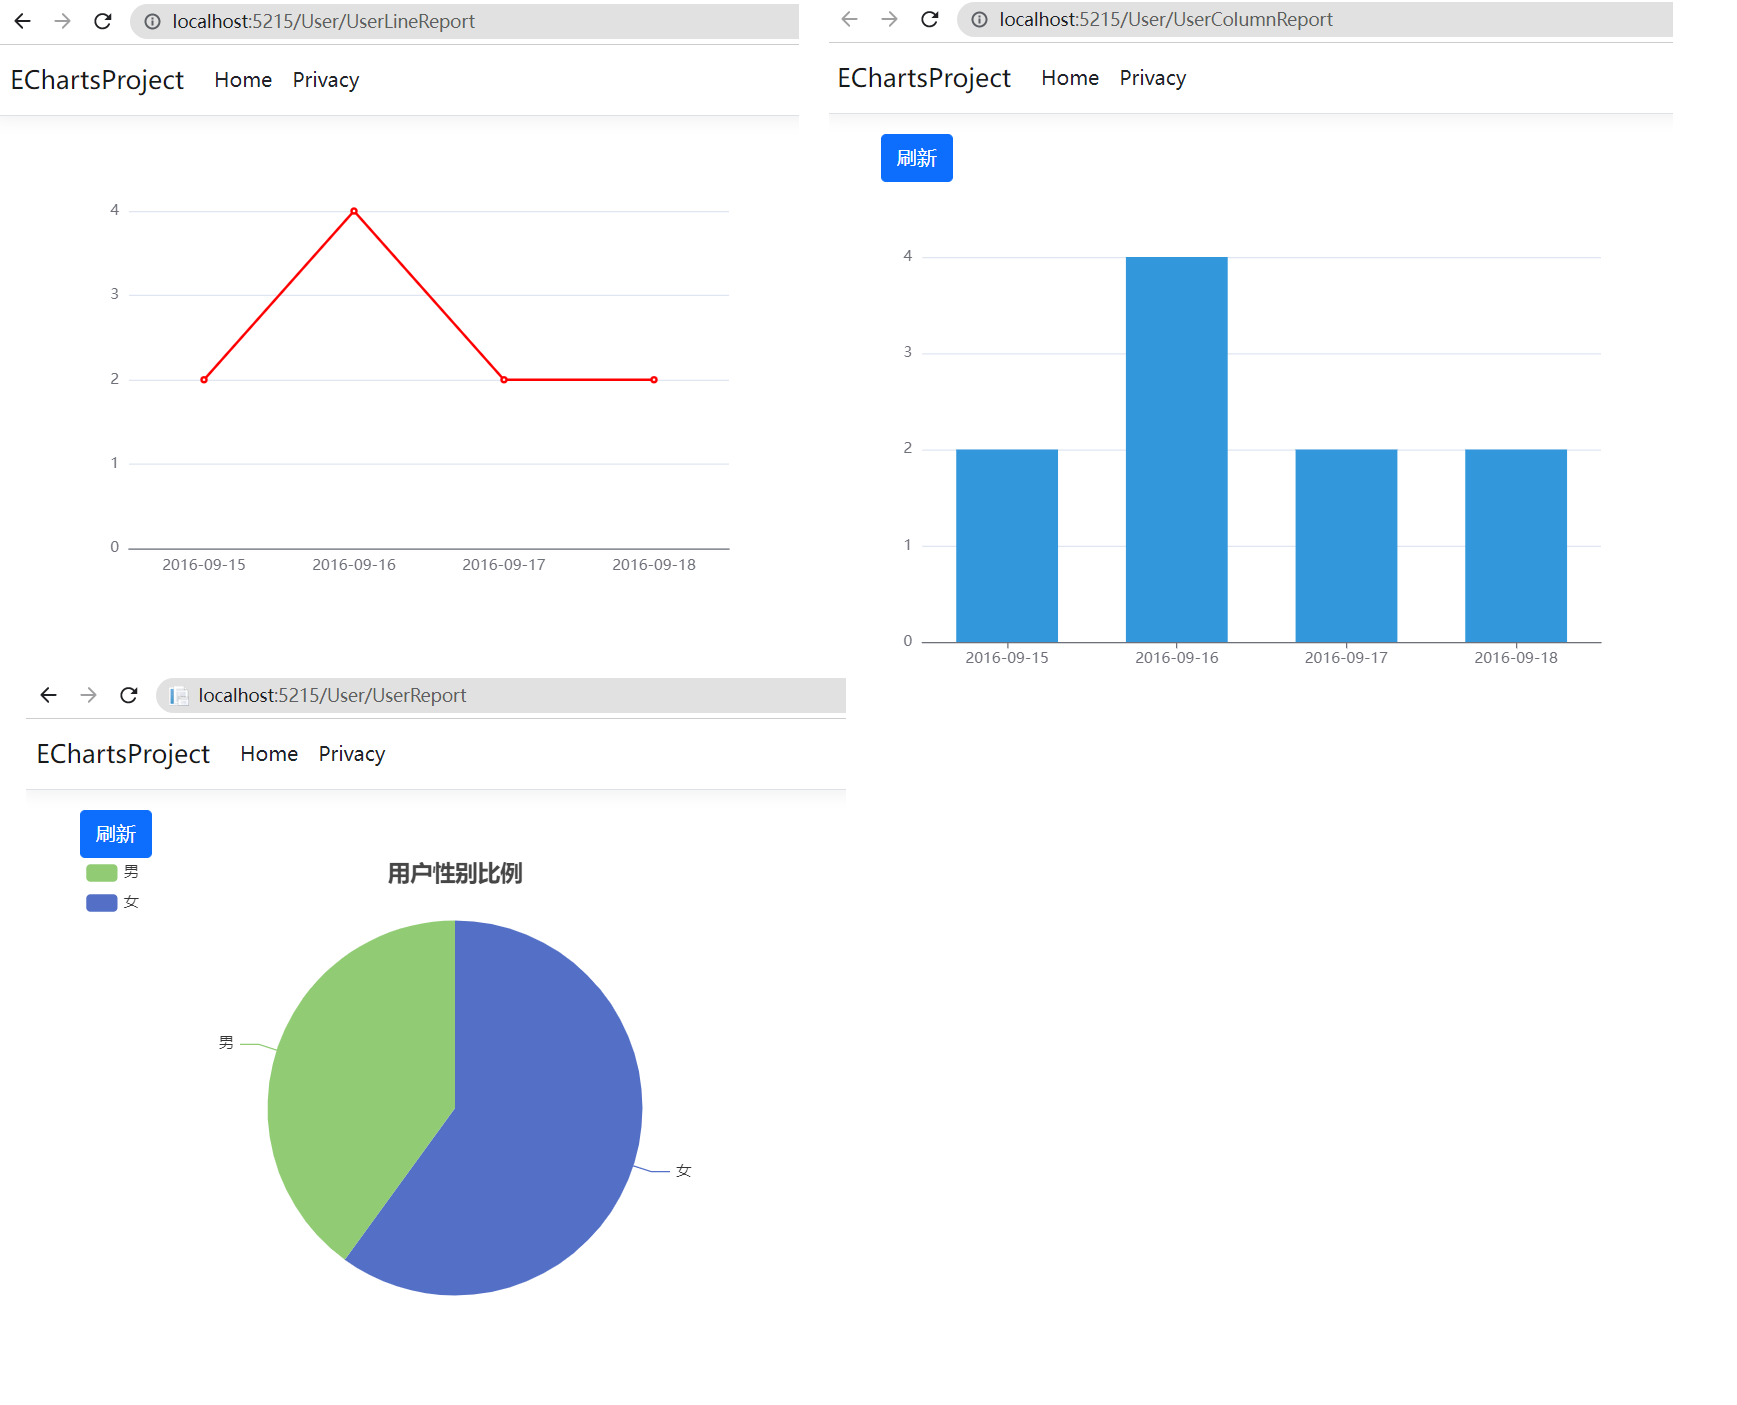 localhost:5215/User/UserLineReport
EChartsProject Home Privacy
4
3
2
1
0
2016-09-15 2016-09-16 2016-09-17 2016-09-18
localhost:5215/User/UserColumnReport
EChartsProject Home Privacy
刷新
4
3
2
1
0
2016-09-15 2016-09-16 2016-09-17 2016-09-18
localhost:5215/User/UserReport
EChartsProject Home Privacy
刷新
男
女
用户性别比例
男
女